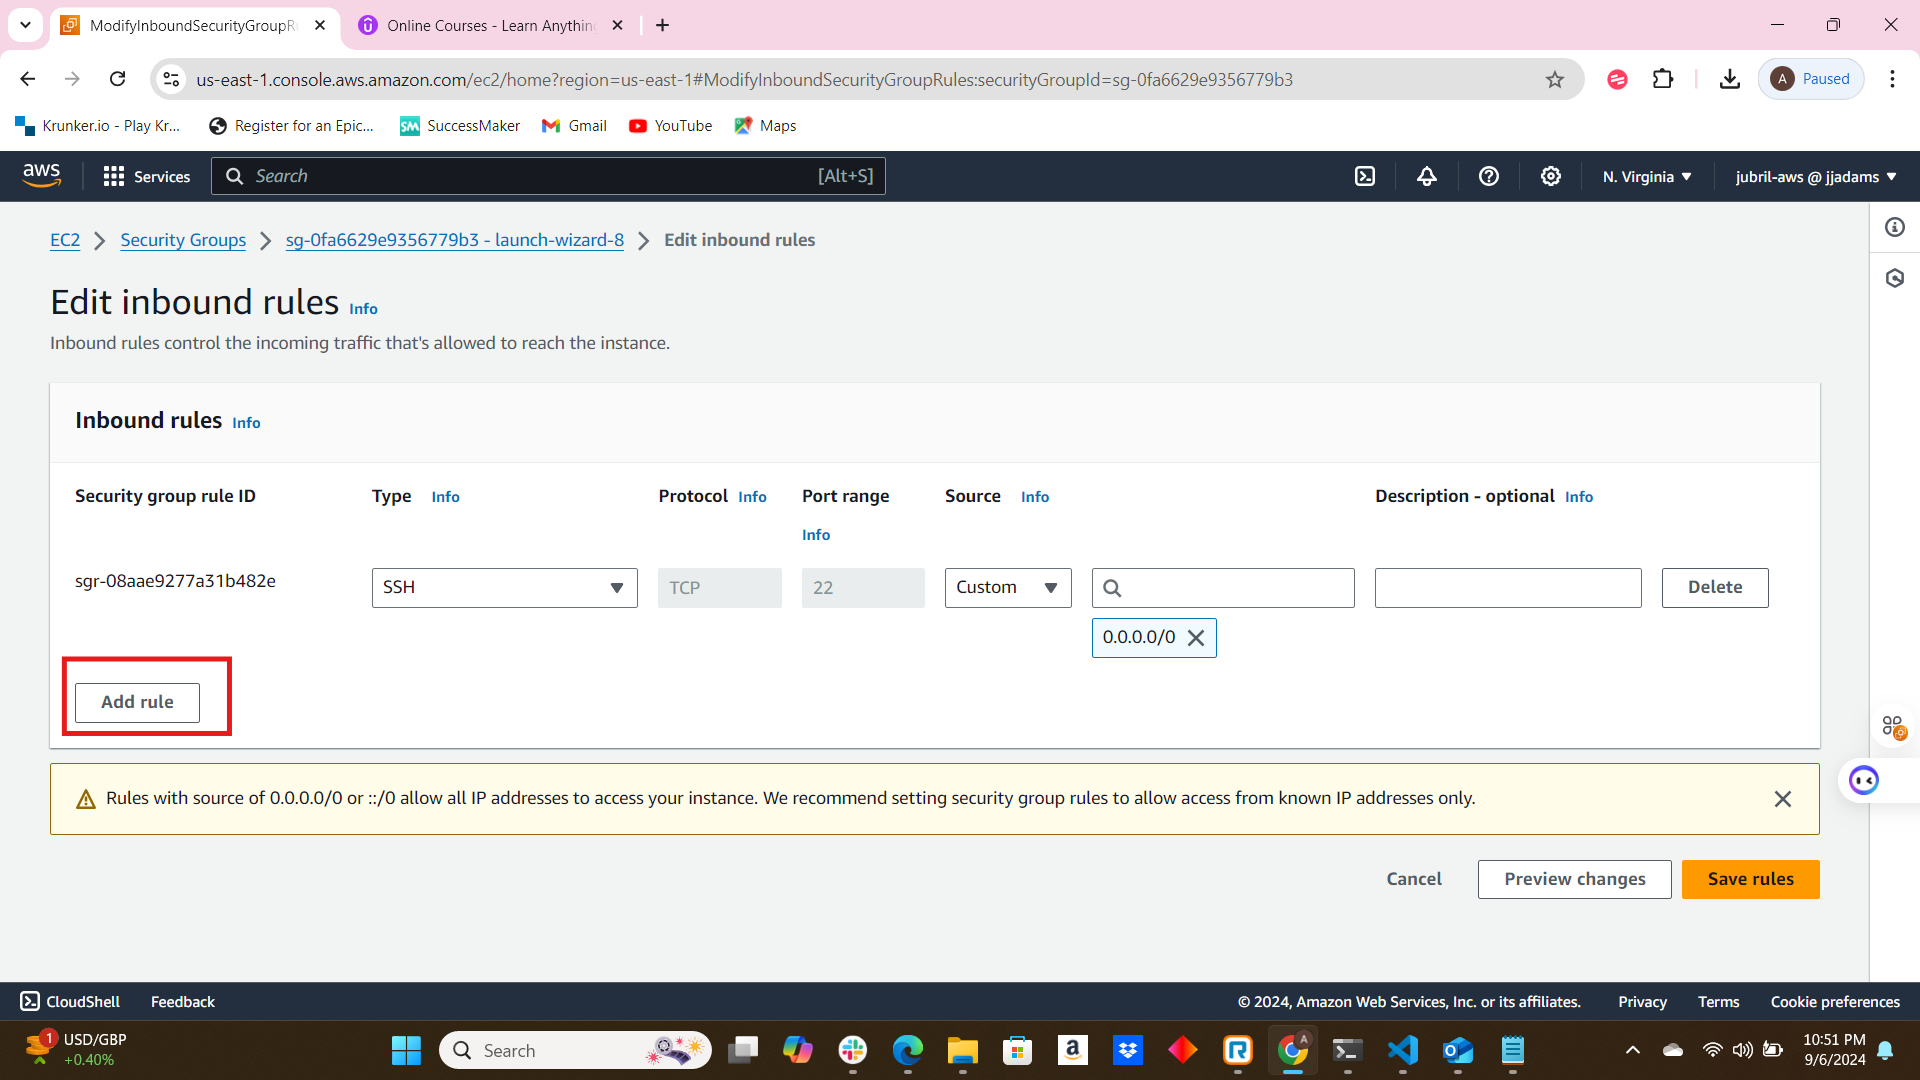 ModifyInboundSecurityGroupRu
Online Courses - Learn Anything
us-east-1.console.aws.amazon.com/ec2/home?region=us-east-1#ModifyInboundSecurityGroupRules:securityGroupId=sg-0fa6629e9356779b3
A Paused
Krunker.io - Play Kr...
Register for an Epic...
SM SuccessMaker
Gmail
YouTube
Maps
aws
Services
Search [Alt+S]
N. Virginia
jubril-aws @ jjadams
EC2
Security Groups
sg-0fa6629e9356779b3 - launch-wizard-8
Edit inbound rules
Edit inbound rules Info
Inbound rules control the incoming traffic that's allowed to reach the instance.
Inbound rules Info
Security group rule ID
Type Info
Protocol Info
Port range
Info
Source Info
Description - optional Info
sgr-08aae9277a31b482e
SSH
TCP
22
Custom
Delete
0.0.0.0/0
Add rule
Rules with source of 0.0.0.0/0 or ::/0 allow all IP addresses to access your instance. We recommend setting security group rules to allow access from known IP addresses only.
Cancel
Preview changes
Save rules
CloudShell
Feedback
© 2024, Amazon Web Services, Inc. or its affiliates.
Privacy
Terms
Cookie preferences
1
USD/GBP
+0.40%
Search
a
R
A
10:51 PM
9/6/2024